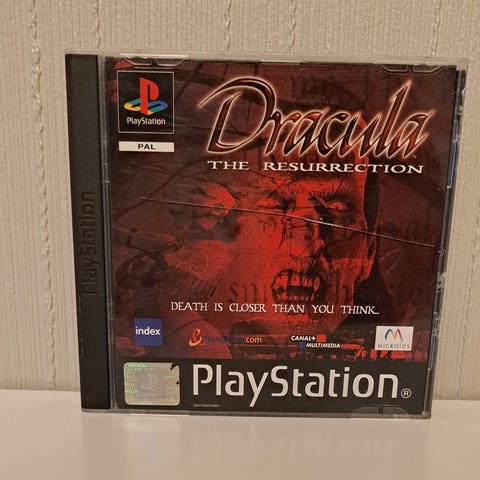 PlayStation
PAL
Dracula
THE RESURRECTION
PlayStation
DEATH IS CLOSER THAN YOU THINK...
index
CANAL+
MULTIMEDIA
MICROÏDS
PlayStation®